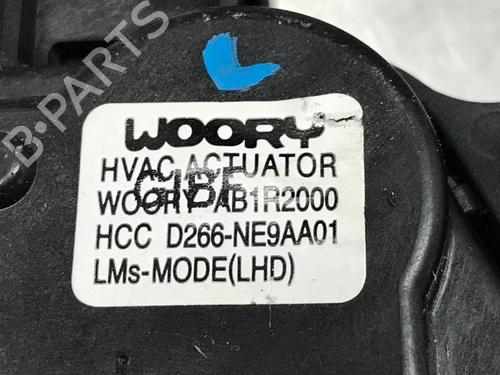 WOORY
HVAC ACTUATOR
WOORY AB1R2000
HCC D266-NE9AA01
LMs-MODE(LHD)
B-PARTS